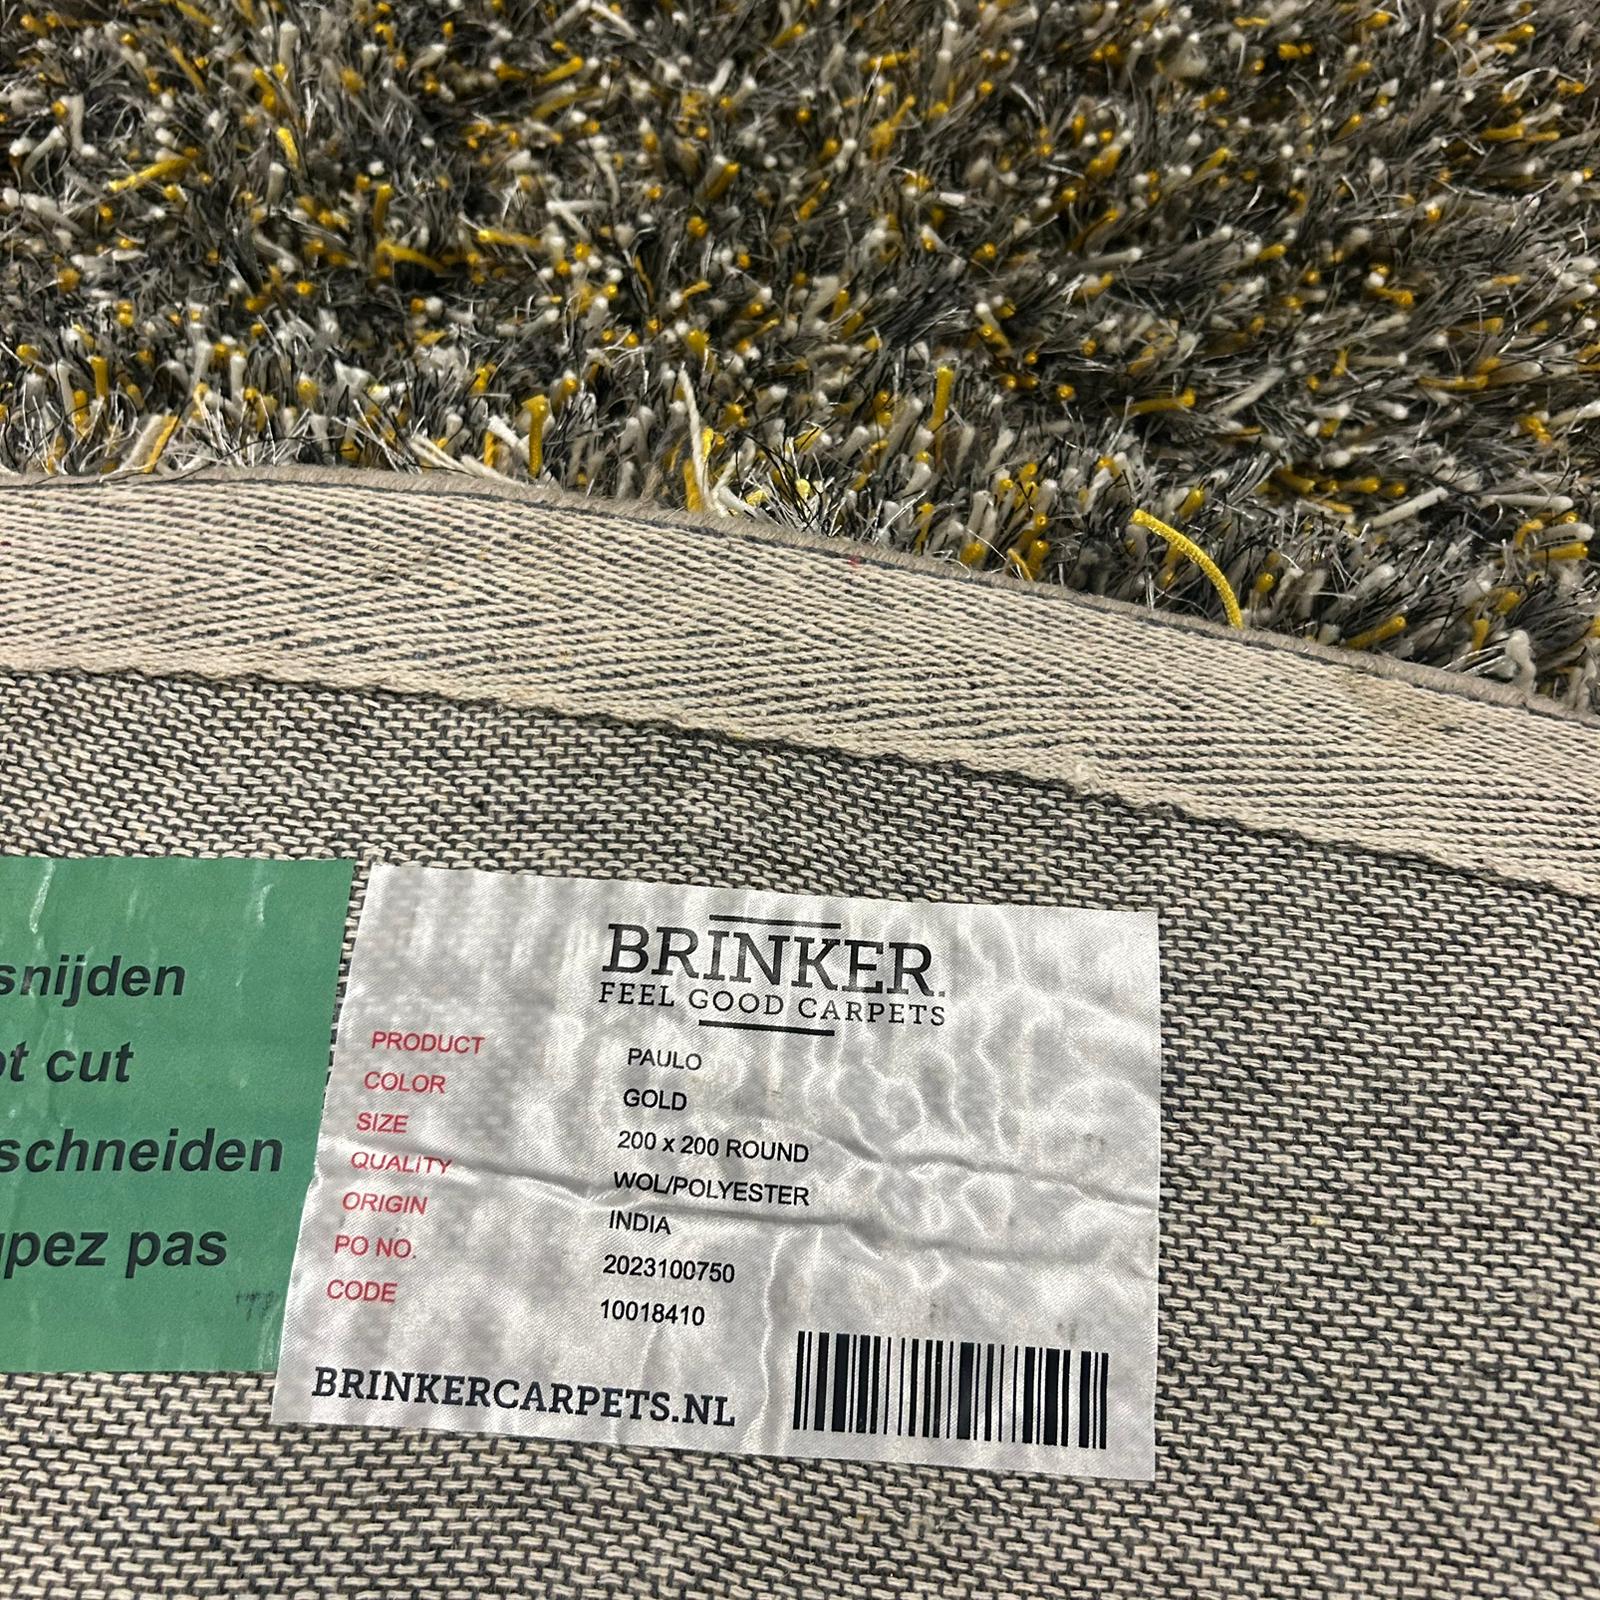 snijden
ot cut
schneiden
upez pas
BRINKER.
FEEL GOOD CARPETS
PRODUCT PAULO
COLOR GOLD
SIZE 200 x 200 ROUND
QUALITY WOL/POLYESTER
ORIGIN INDIA
PO NO. 2023100750
CODE 10018410
BRINKERCARPETS.NL